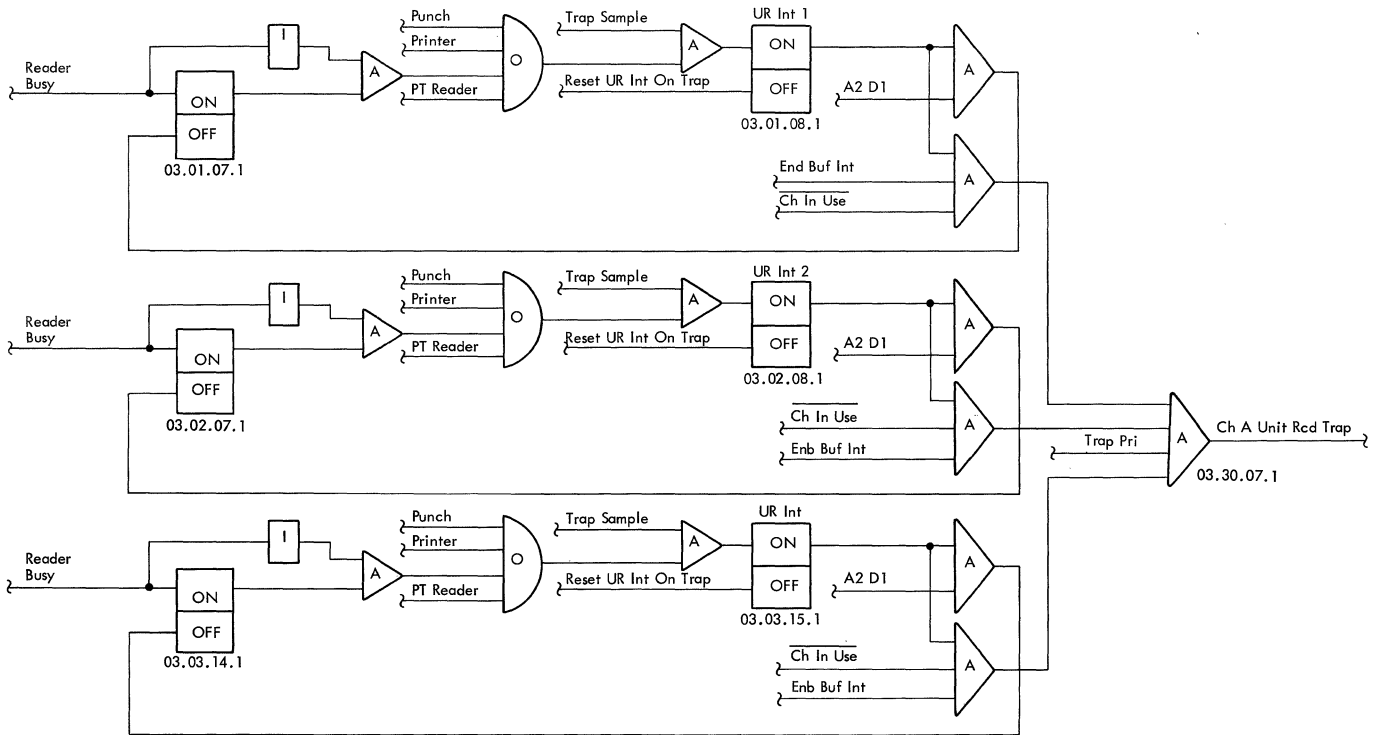 Punch
Trap Sample
UR Int 1
I
Printer
A
ON
A
O
Reader
Busy
A
PT Reader
Reset UR Int On Trap
OFF
A2 D1
ON
OFF
03.01.08.1
03.01.07.1
End Buf Int
A
Ch In Use
Punch
Trap Sample
UR Int 2
I
Printer
A
ON
Reader
Busy
A
O
A
PT Reader
Reset UR Int On Trap
OFF
A2 D1
ON
OFF
03.02.08.1
03.02.07.1
Ch In Use
A
Enb Buf Int
Ch A Unit Rcd Trap
Trap Pri
A
03.30.07.1
Punch
Trap Sample
UR Int
I
Printer
A
ON
Reader
Busy
A
O
A
PT Reader
Reset UR Int On Trap
OFF
A2 D1
ON
OFF
03.03.15.1
03.03.14.1
Ch In Use
A
Enb Buf Int